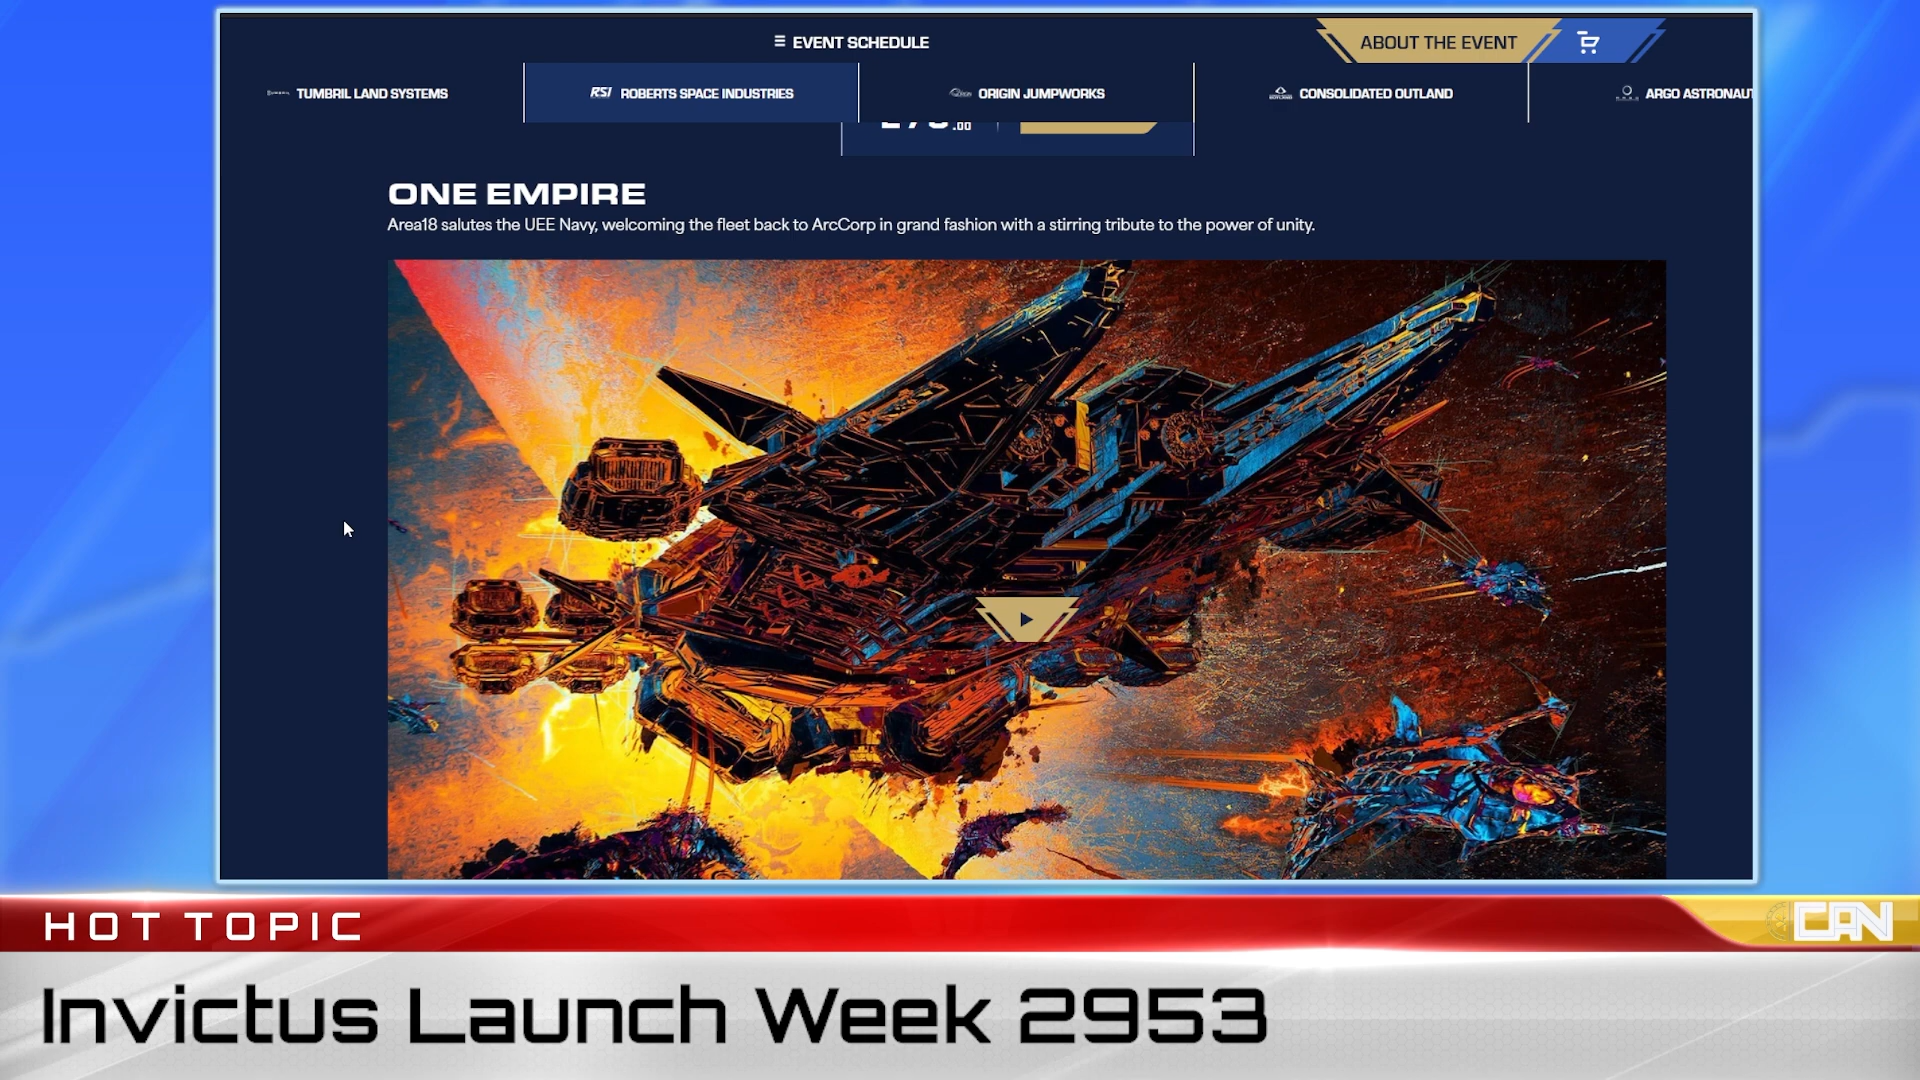 EVENT SCHEDULE
ABOUT THE EVENT
TUMBRIL LAND SYSTEMS
RSI ROBERTS SPACE INDUSTRIES
ORIGIN JUMPWORKS
CONSOLIDATED OUTLAND
ARGO ASTRONAUT
.00
ONE EMPIRE
Area18 salutes the UEE Navy, welcoming the fleet back to ArcCorp in grand fashion with a stirring tribute to the power of unity.
HOT TOPIC
CAN
Invictus Launch Week 2953